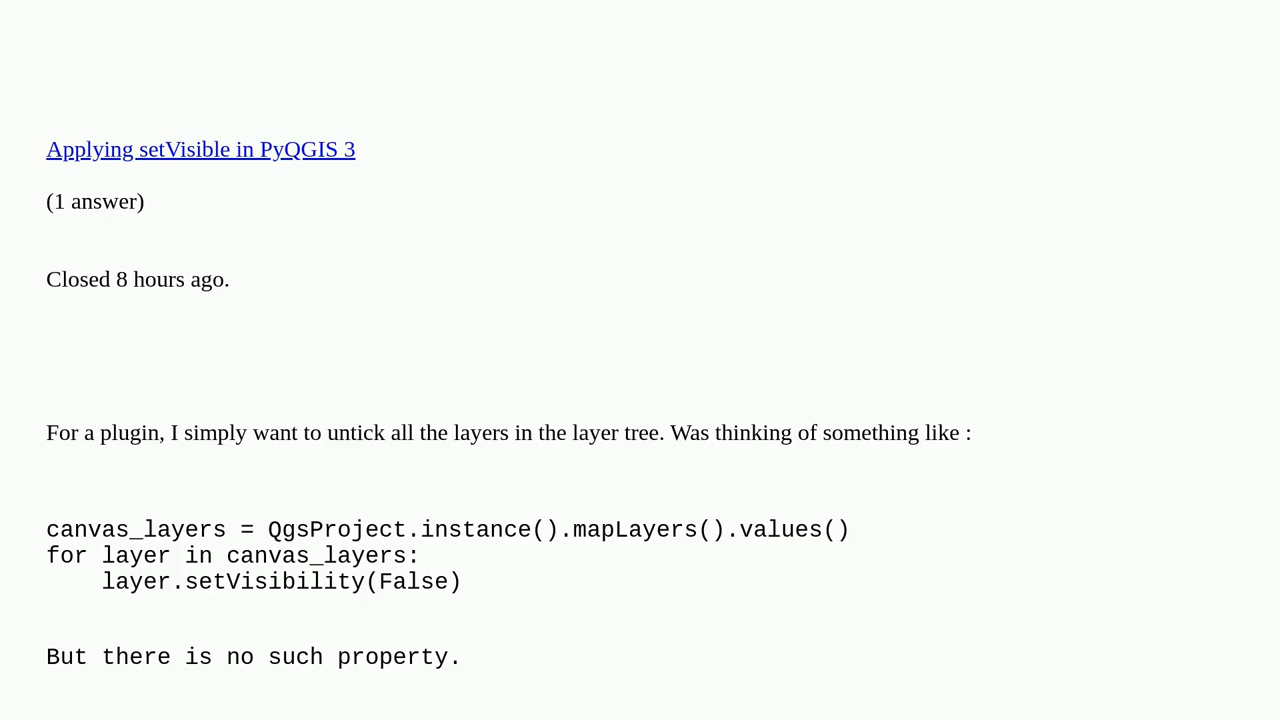 Applying setVisible in PyQGIS 3
(1 answer)
Closed 8 hours ago.
For a plugin, I simply want to untick all the layers in the layer tree. Was thinking of something like :
canvas_layers = QgsProject.instance().mapLayers().values()
for layer in canvas_layers:
    layer.setVisibility(False)
But there is no such property.